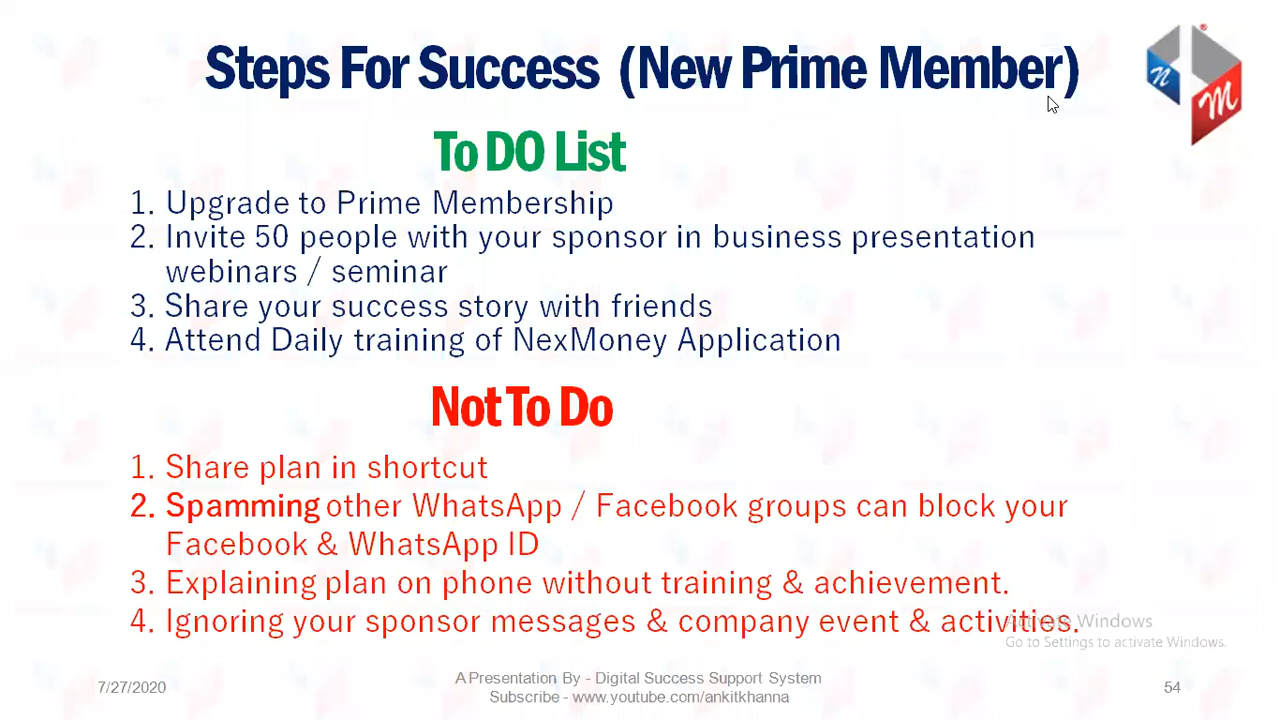 Steps For Success (New Prime Member)
n
m
To DO List
1. Upgrade to Prime Membership
2. Invite 50 people with your sponsor in business presentation
webinars / seminar
3. Share your success story with friends
4. Attend Daily training of NexMoney Application
Not To Do
1. Share plan in shortcut
2. Spamming other WhatsApp / Facebook groups can block your
Facebook & WhatsApp ID
3. Explaining plan on phone without training & achievement.
4. Ignoring your sponsor messages & company event & activities.
Activate Windows
Go to Settings to activate Windows.
7/27/2020
A Presentation By - Digital Success Support System
Subscribe - www.youtube.com/ankitkhanna
54